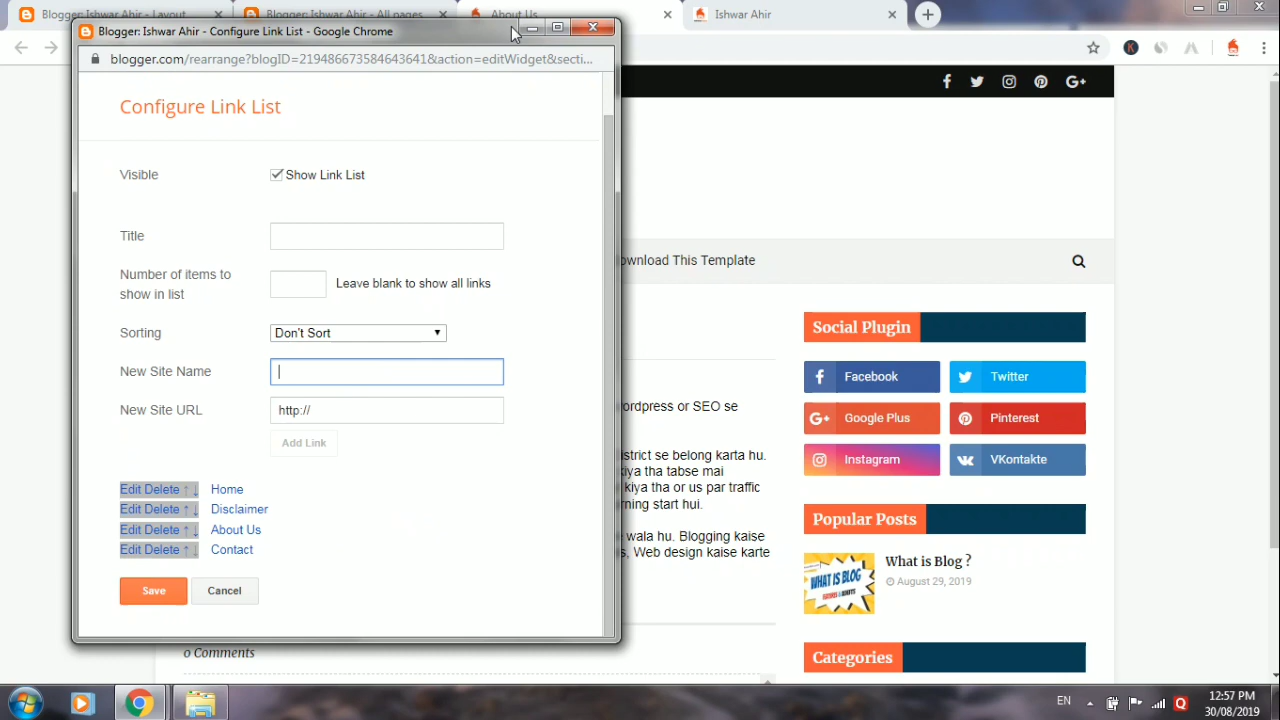 Blogger: Ishwar Ahir - Layout
Blogger: Ishwar Ahir - All pages
About Us
Ishwar Ahir
Blogger: Ishwar Ahir - Configure Link List - Google Chrome
blogger.com/rearrange?blogID=219486673584643641&action=editWidget&secti...
Configure Link List
Visible
Show Link List
Title
Number of items to
show in list
Leave blank to show all links
Sorting
Don't Sort
New Site Name
New Site URL
http://
Add Link
Edit Delete ↑ ↓ Home
Edit Delete ↑ ↓ Disclaimer
Edit Delete ↑ ↓ About Us
Edit Delete ↑ ↓ Contact
Save
Cancel
ownload This Template
ordpress or SEO se
istrict se belong karta hu.
kiya tha tabse mai
kiya tha or us par traffic
rning start hui.
wala hu. Blogging kaise
s, Web design kaise karte
0 Comments
Social Plugin
Facebook
Twitter
Google Plus
Pinterest
Instagram
VKontakte
Popular Posts
WHAT IS BLOG
What is Blog ?
August 29, 2019
Categories
EN
12:57 PM
30/08/2019